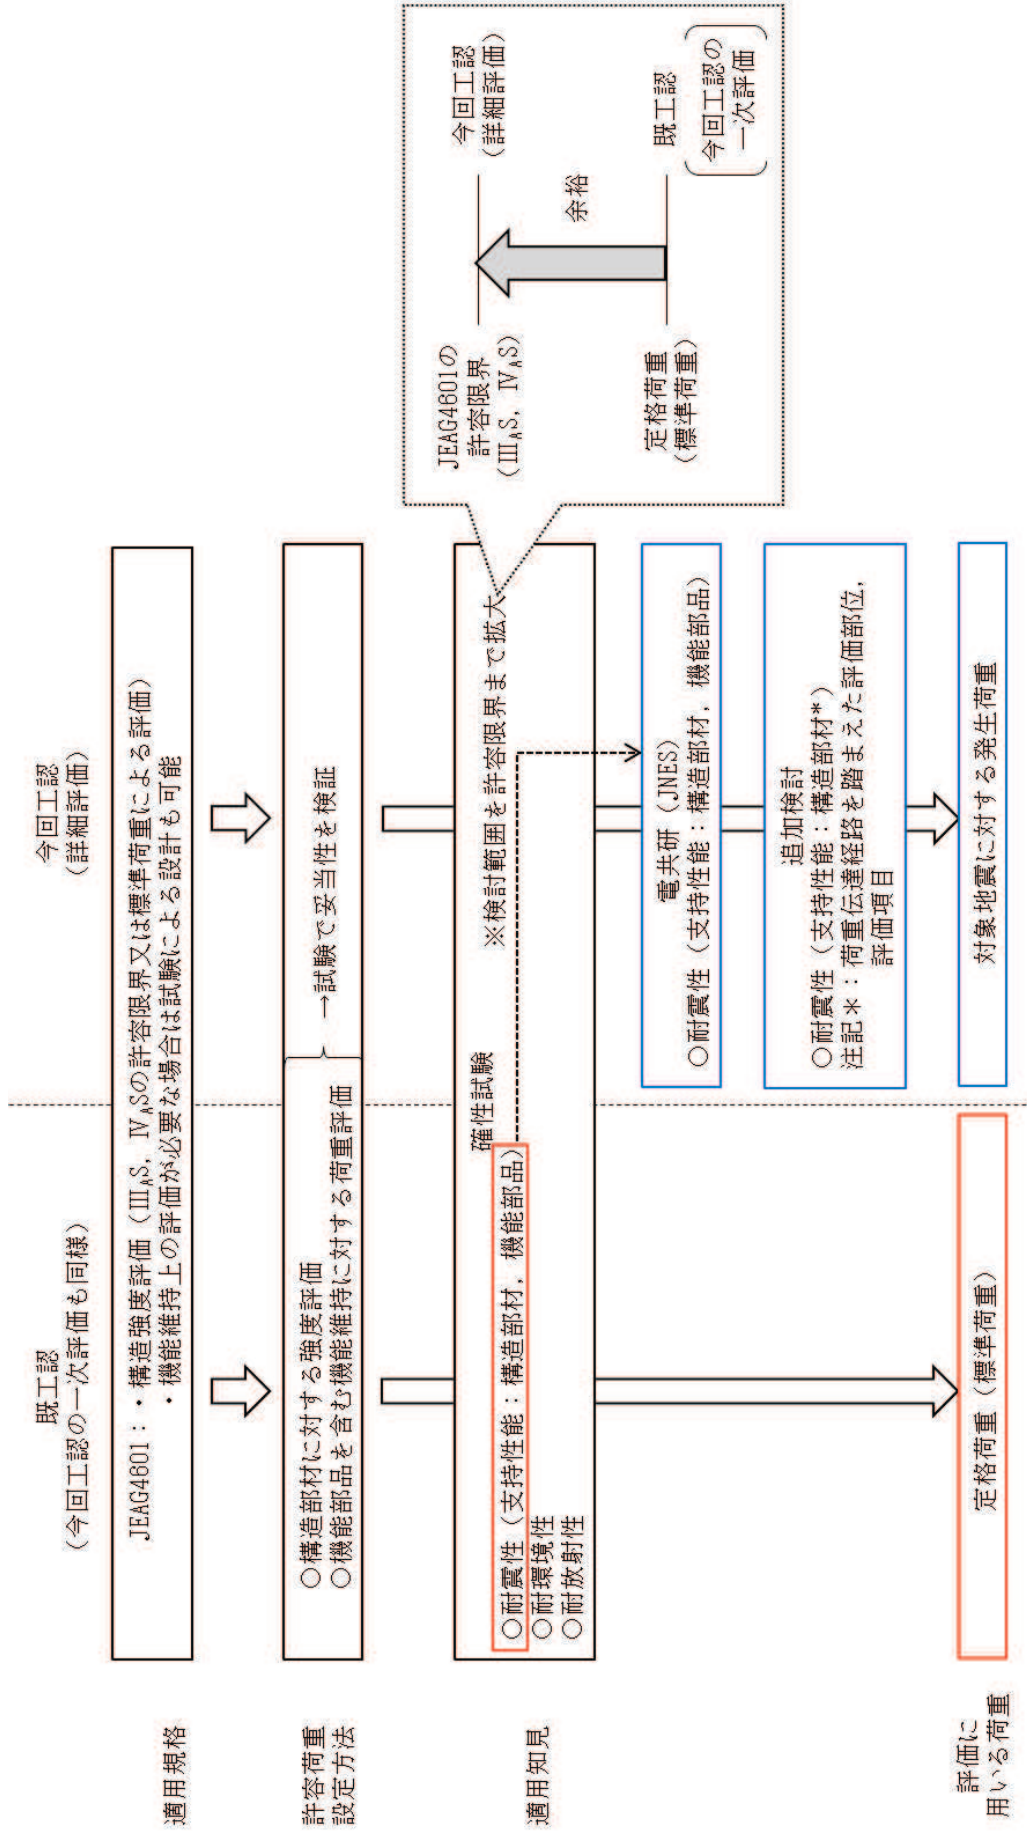 既工認
(今回工認の一次評価も同様)
今回工認
(詳細評価)
適用規格
JEAG4601：・構造強度評価（ⅢAS，ⅣASの許容限界又は標準荷重による評価）
・機能維持上の評価が必要な場合は試験による設計も可能
許容荷重
設定方法
○構造部材に対する強度評価
○機能部品を含む機能維持に対する荷重評価
→試験で妥当性を検証
適用知見
確性試験
○耐震性（支持性能：構造部材，機能部品）
○耐環境性
○耐放射性
※検討範囲を許容限界まで拡大
電共研（JNES）
○耐震性（支持性能：構造部材，機能部品）
追加検討
○耐震性（支持性能：構造部材*）
注記*：荷重伝達経路を踏まえた評価部位，
評価項目
評価に
用いる荷重
定格荷重（標準荷重）
対象地震に対する発生荷重
JEAG4601の
許容限界
(ⅢAS，ⅣAS)
今回工認
(詳細評価)
余裕
定格荷重
(標準荷重)
既工認
今回工認の
一次評価